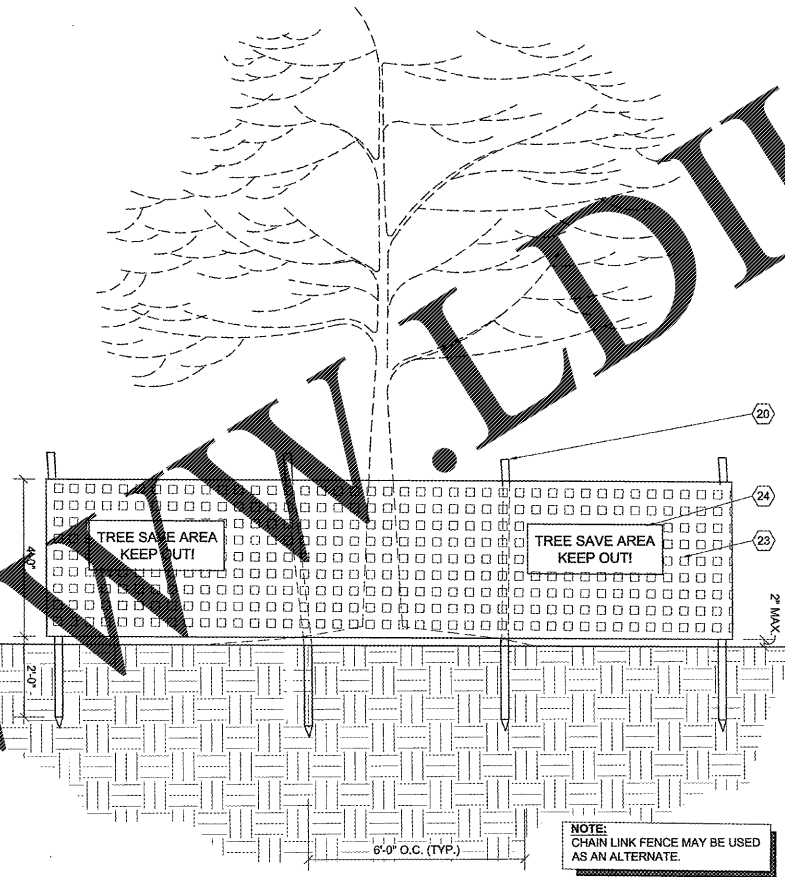 WWW.LDII
20
24
TREE SAVE AREA
KEEP OUT!
TREE SAVE AREA
KEEP OUT!
23
4'-0"
2" MAX.
2'-0"
6'-0" O.C. (TYP.)
NOTE:
CHAIN LINK FENCE MAY BE USED
AS AN ALTERNATE.